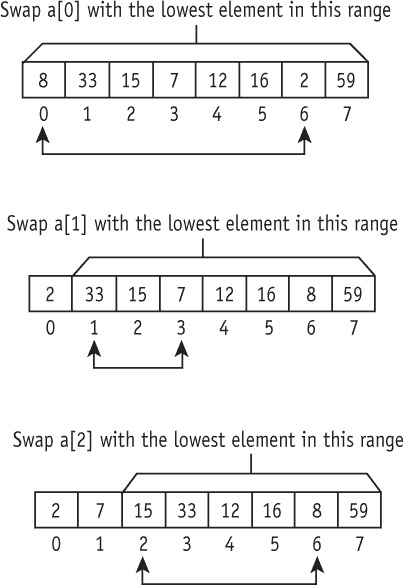 Swap a[0] with the lowest element in this range
8 33 15 7 12 16 2 59
0 1 2 3 4 5 6 7
Swap a[1] with the lowest element in this range
2 33 15 7 12 16 8 59
0 1 2 3 4 5 6 7
Swap a[2] with the lowest element in this range
2 7 15 33 12 16 8 59
0 1 2 3 4 5 6 7